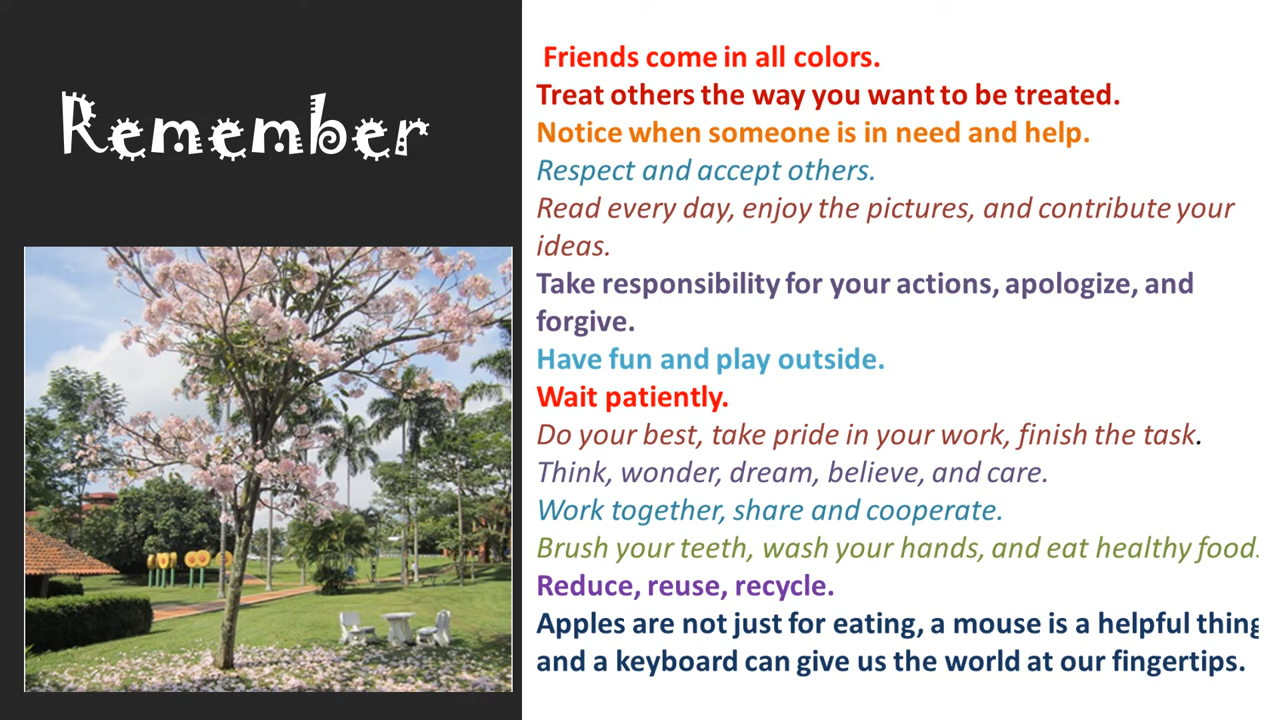 Remember
Friends come in all colors.
Treat others the way you want to be treated.
Notice when someone is in need and help.
Respect and accept others.
Read every day, enjoy the pictures, and contribute your
ideas.
Take responsibility for your actions, apologize, and
forgive.
Have fun and play outside.
Wait patiently.
Do your best, take pride in your work, finish the task.
Think, wonder, dream, believe, and care.
Work together, share and cooperate.
Brush your teeth, wash your hands, and eat healthy food.
Reduce, reuse, recycle.
Apples are not just for eating, a mouse is a helpful thing
and a keyboard can give us the world at our fingertips.